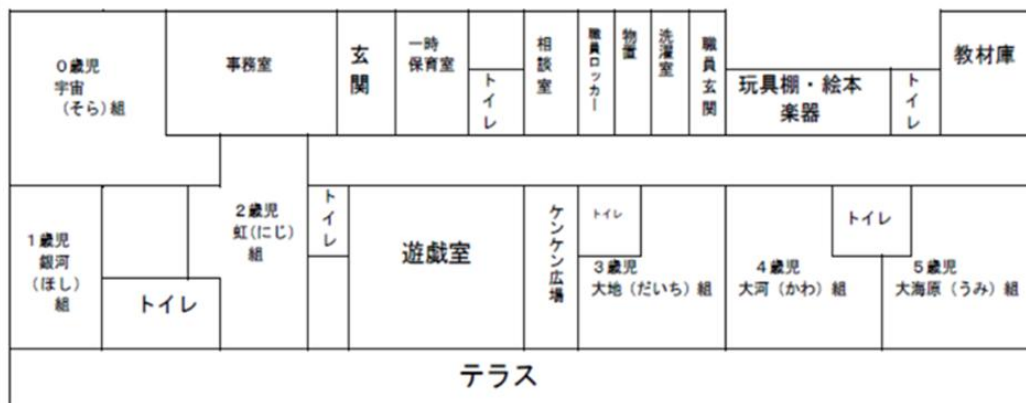 0歳児
宇宙
(そら)組
事務室
玄関
一時
保育室
トイレ
相談室
職員ロッカー
物置
洗濯室
職員玄関
玩具棚・絵本
楽器
トイレ
教材庫
1歳児
銀河
(ほし)
組
トイレ
2歳児
虹(にじ)
組
トイレ
遊戯室
ケンケン広場
トイレ
3歳児
大地(だいち)組
4歳児
大河(かわ)組
トイレ
5歳児
大海原(うみ)組
テラス